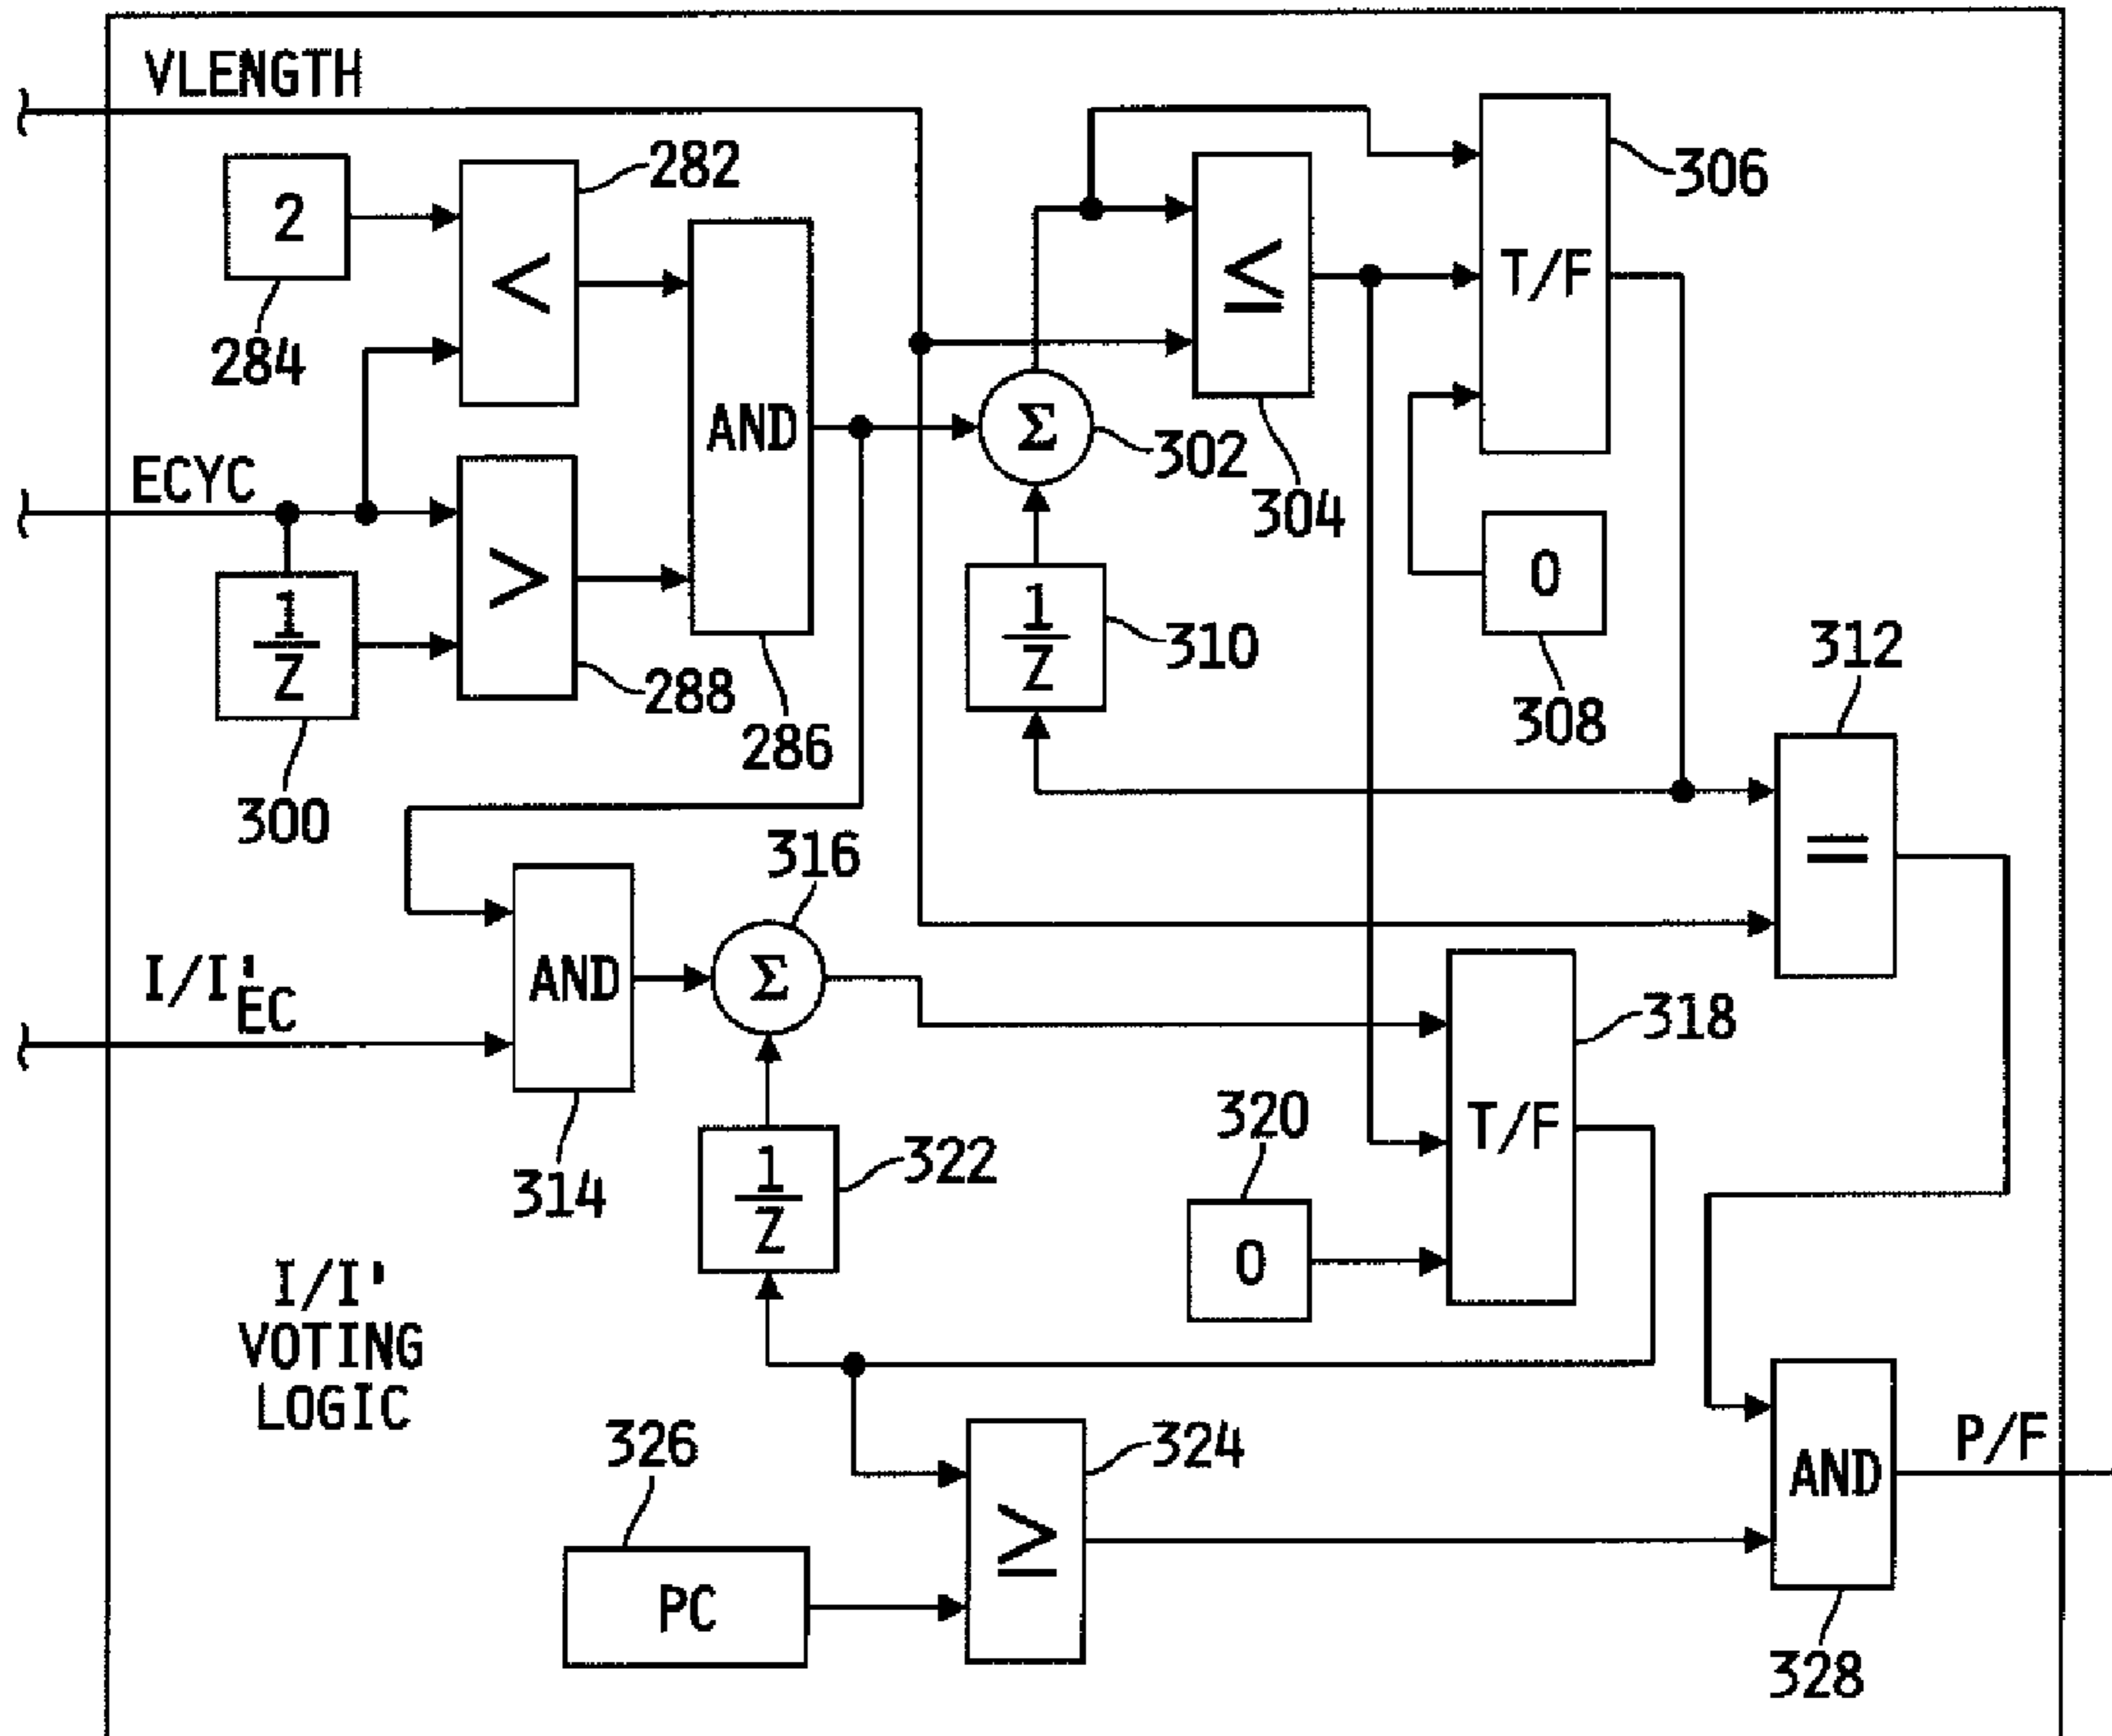 VLENGTH
2
284
<
282
ECYC
1
Z
300
>
288
AND
286
Σ
302
≤
304
T/F
306
0
308
1
Z
310
=
312
I/I'EC
AND
314
Σ
316
T/F
318
320
0
1
Z
322
I/I'
VOTING
LOGIC
326
PC
≥
324
AND
328
P/F